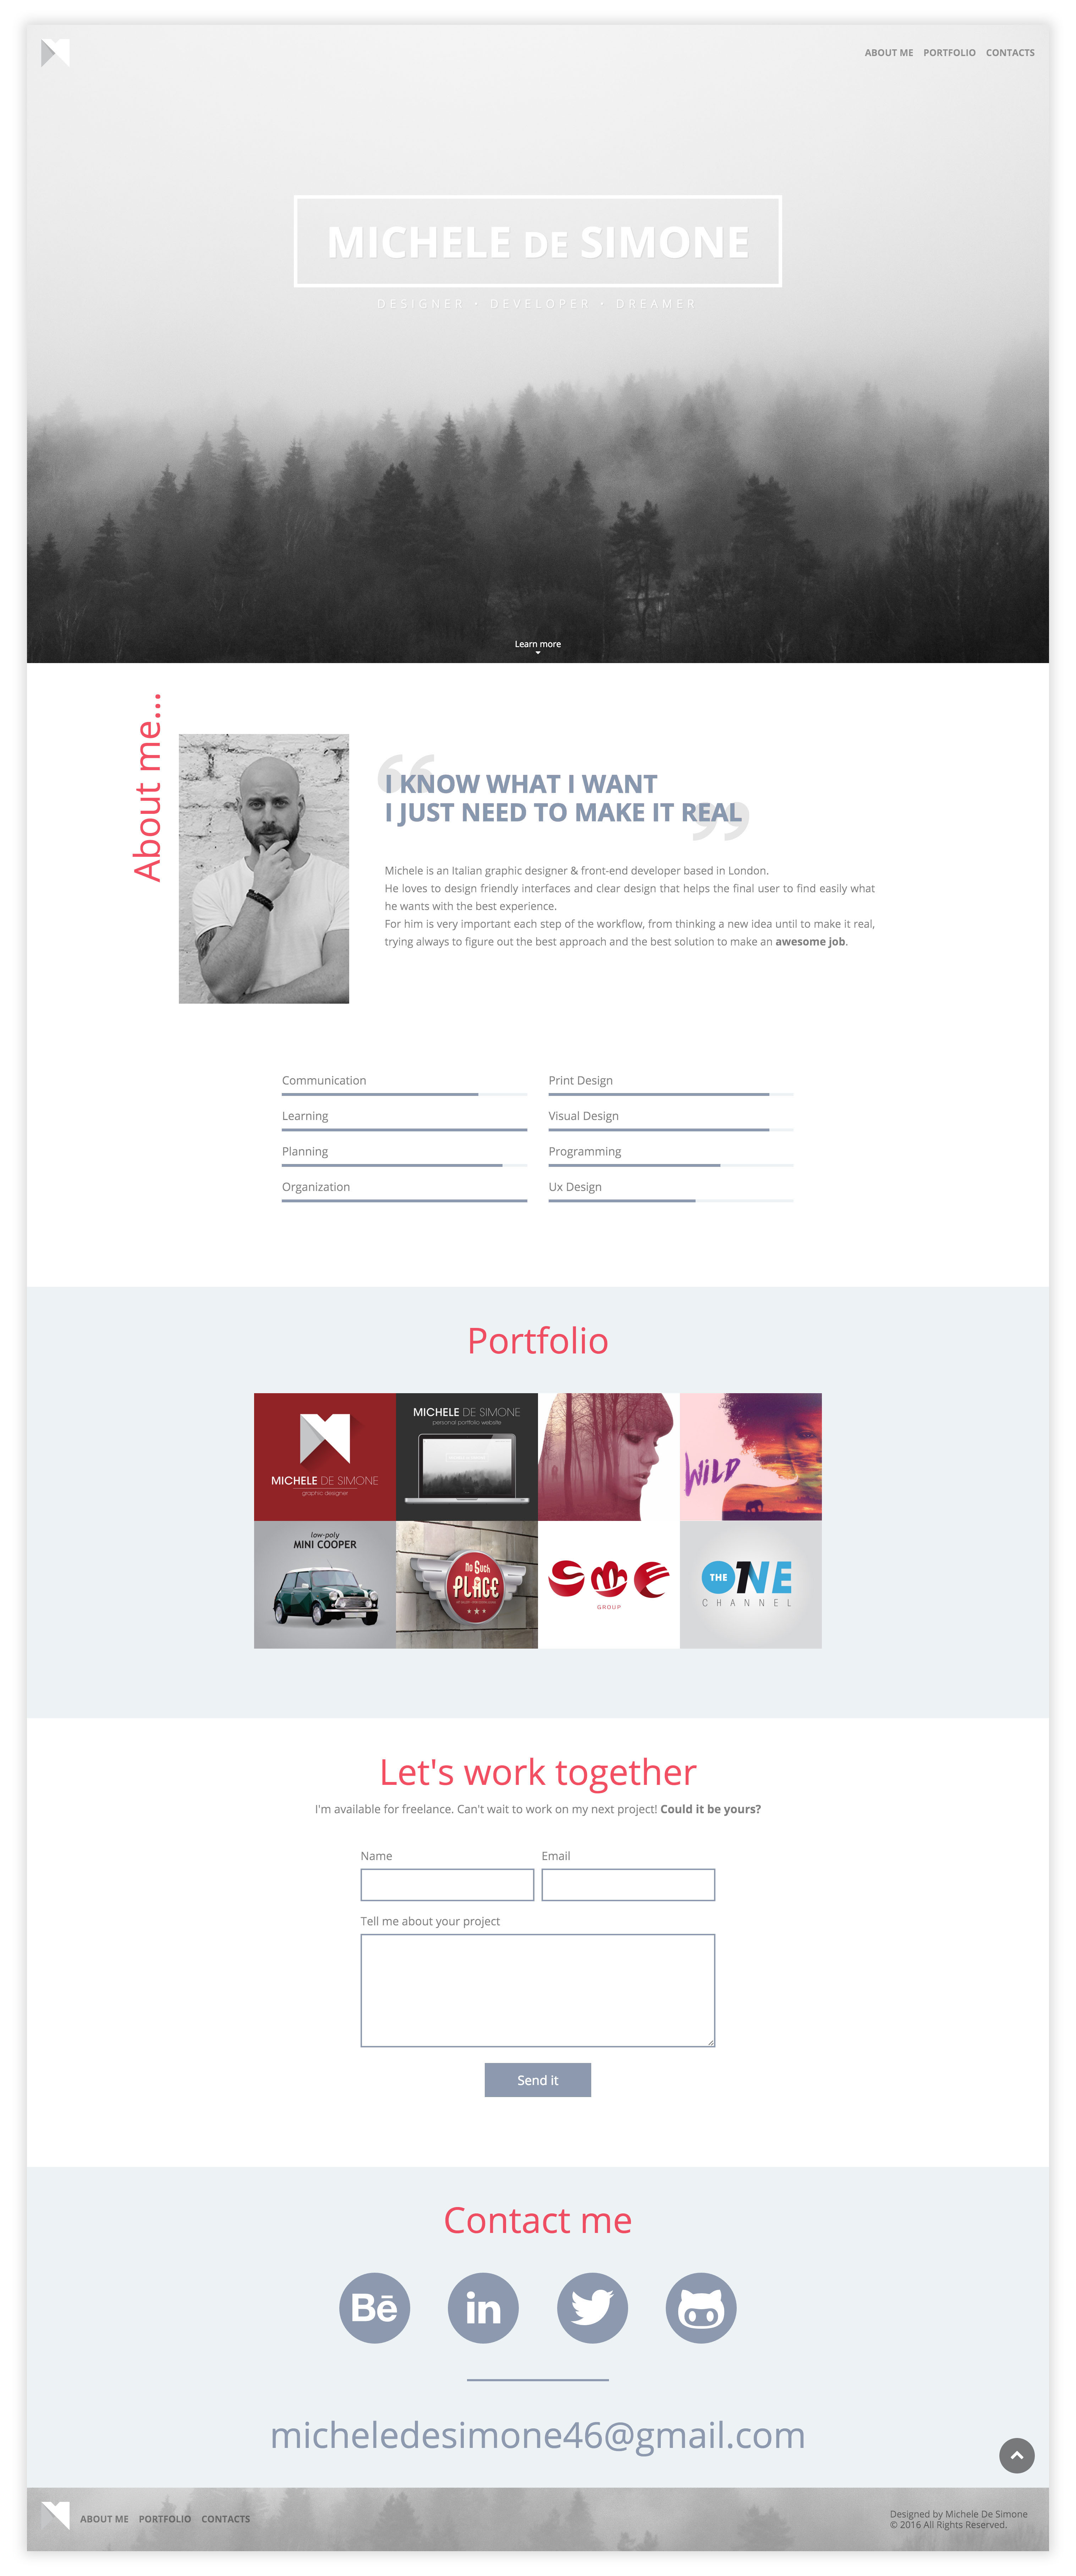 ABOUT ME PORTFOLIO CONTACTS
MICHELE DE SIMONE
DESIGNER • DEVELOPER • DREAMER
Learn more
About me...
“I KNOW WHAT I WANT
I JUST NEED TO MAKE IT REAL”
Michele is an Italian graphic designer & front-end developer based in London.
He loves to design friendly interfaces and clear design that helps the final user to find easily what
he wants with the best experience.
For him is very important each step of the workflow, from thinking a new idea until to make it real,
trying always to figure out the best approach and the best solution to make an awesome job.
Communication
Learning
Planning
Organization
Print Design
Visual Design
Programming
Ux Design
Portfolio
MICHELE DE SIMONE
graphic designer
MICHELE DE SIMONE
personal portfolio website
WiLD
low-poly
MINI COOPER
No Such
PLACE
SME
GROUP
THE ONE
CHANNEL
Let's work together
I'm available for freelance. Can't wait to work on my next project! Could it be yours?
Name
Email
Tell me about your project
Send it
Contact me
Bē
in
micheledesimone46@gmail.com
ABOUT ME PORTFOLIO CONTACTS
Designed by Michele De Simone
© 2016 All Rights Reserved.